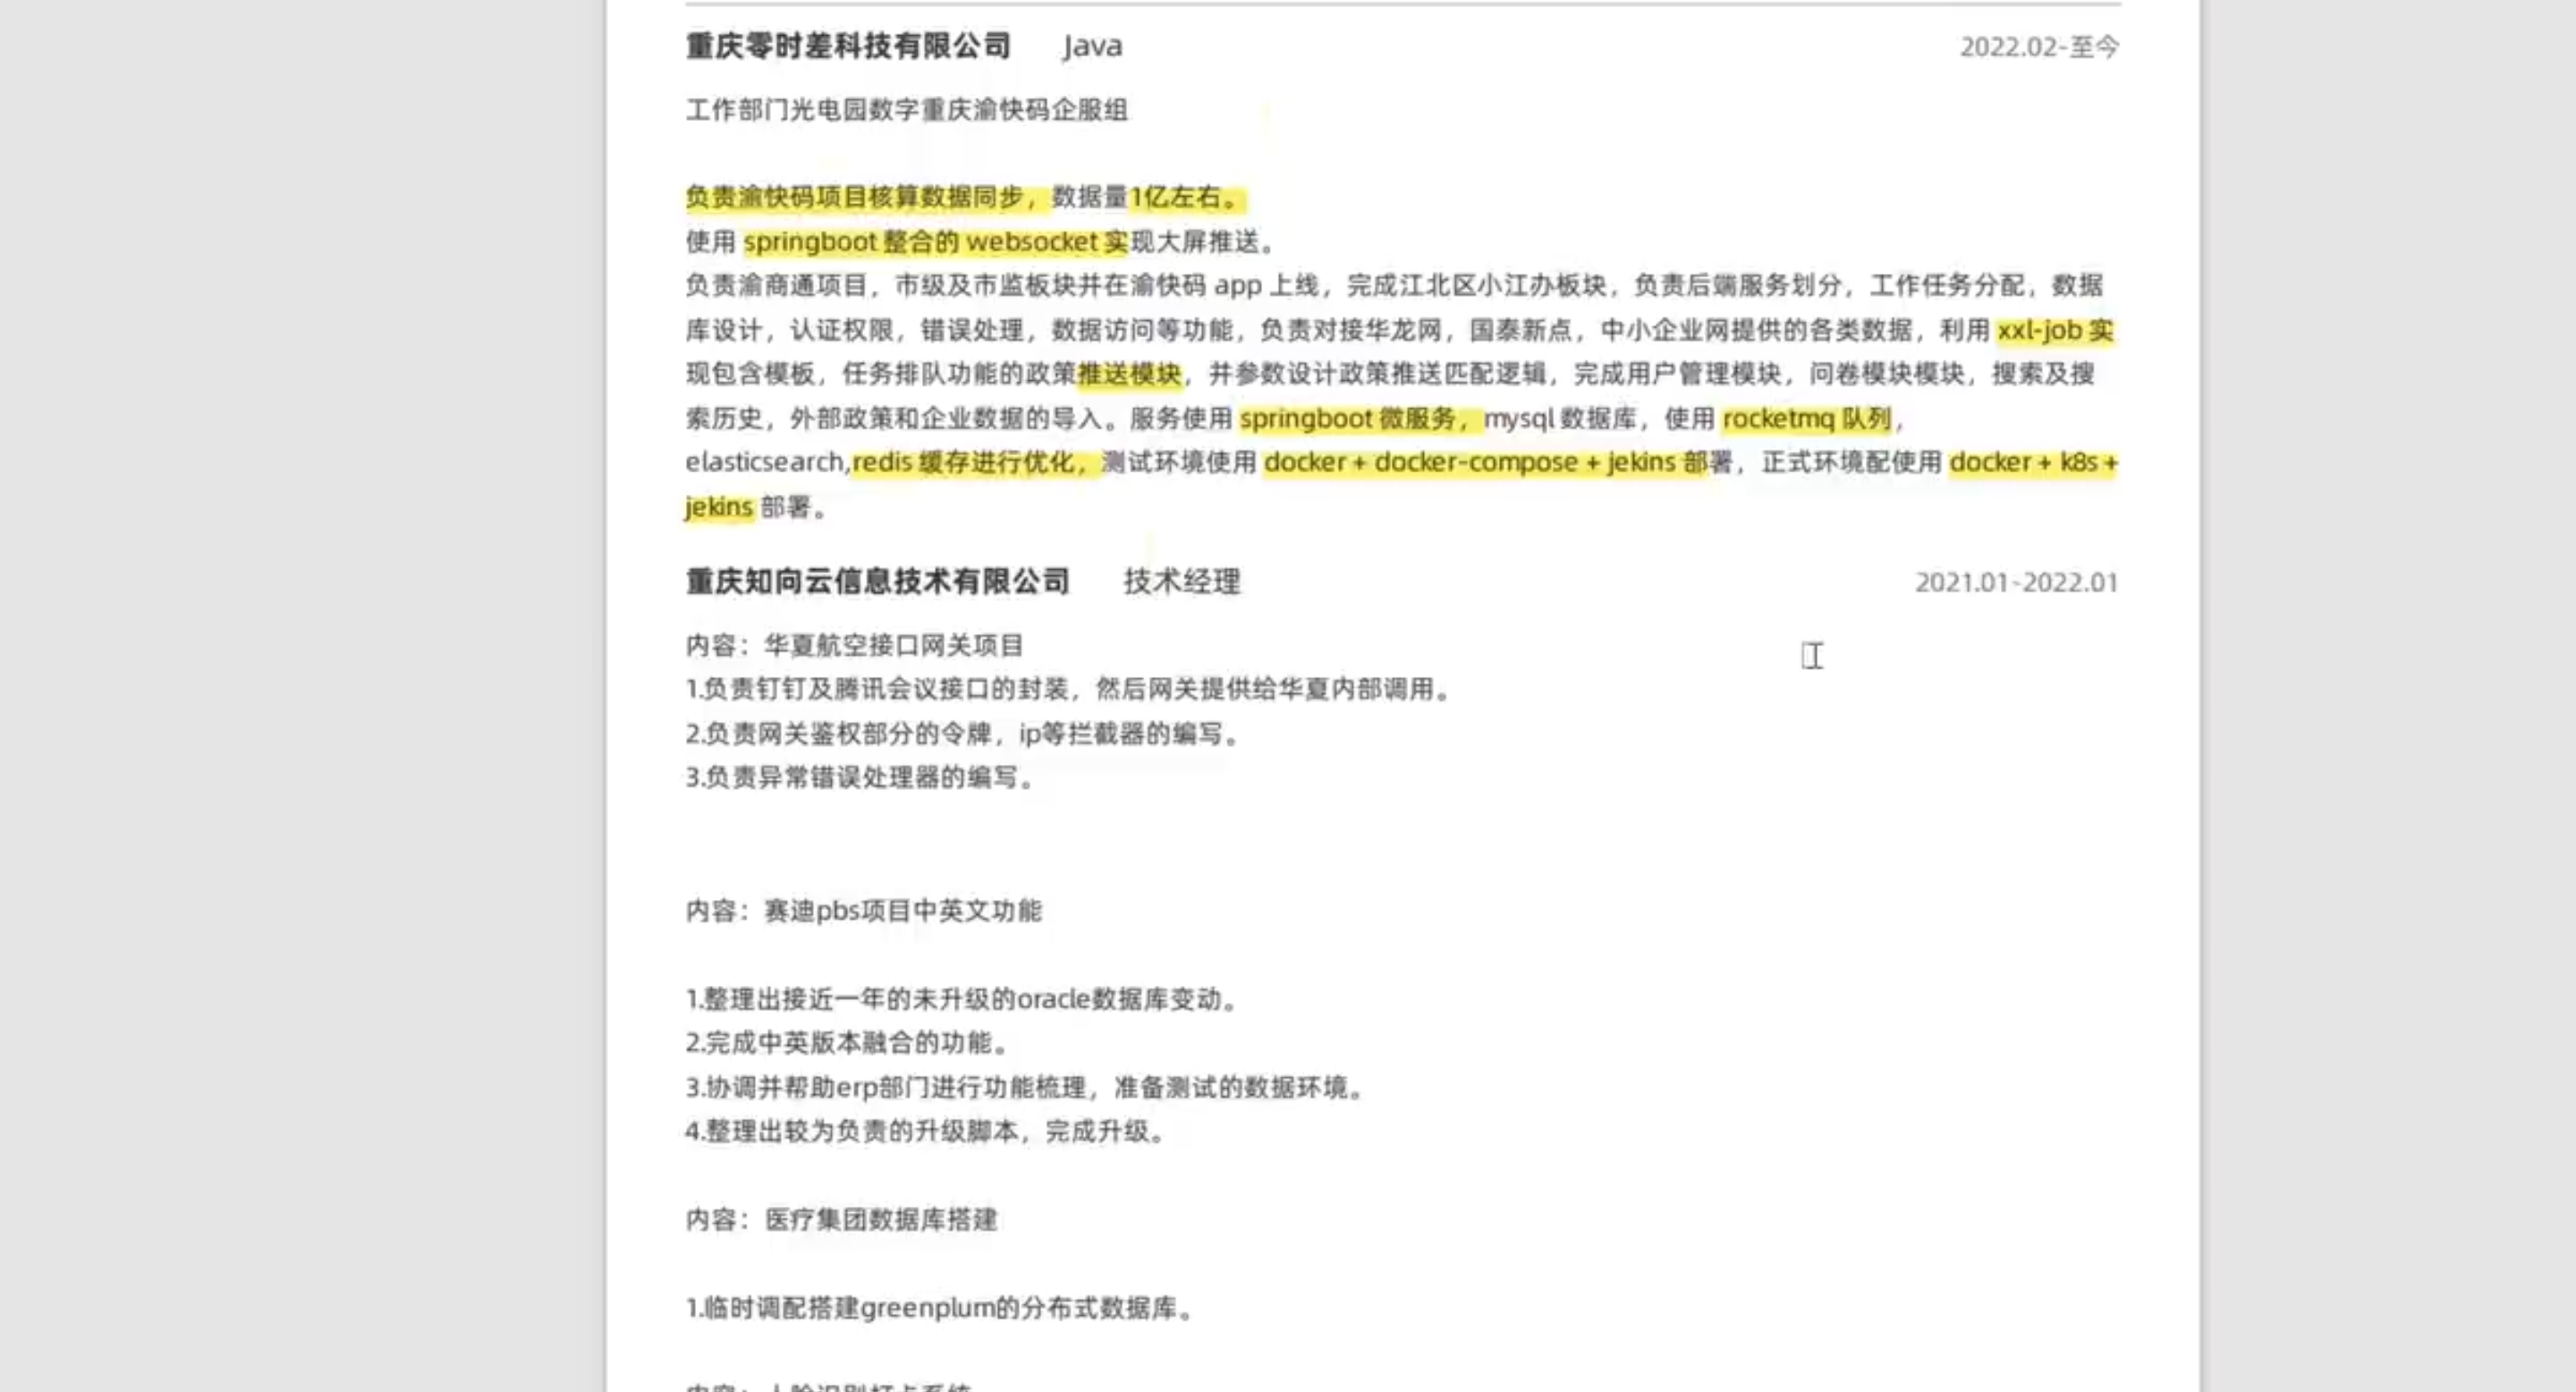 重庆零时差科技有限公司 Java 2022.02-至今
工作部门光电园数字重庆渝快码企服组
负责渝快码项目核算数据同步，数据量1亿左右。
使用 springboot 整合的 websocket 实现大屏推送。
负责渝商通项目，市级及市监板块并在渝快码 app 上线，完成江北区小江办板块，负责后端服务划分，工作任务分配，数据
库设计，认证权限，错误处理，数据访问等功能，负责对接华龙网，国泰新点，中小企业网提供的各类数据，利用 xxl-job 实
现包含模板，任务排队功能的政策推送模块，并参数设计政策推送匹配逻辑，完成用户管理模块，问卷模块模块，搜索及搜
索历史，外部政策和企业数据的导入。服务使用 springboot 微服务，mysql 数据库，使用 rocketmq 队列，
elasticsearch,redis 缓存进行优化，测试环境使用 docker + docker-compose + jekins 部署，正式环境配使用 docker + k8s +
jekins 部署。
重庆知向云信息技术有限公司 技术经理 2021.01-2022.01
内容：华夏航空接口网关项目
1.负责钉钉及腾讯会议接口的封装，然后网关提供给华夏内部调用。
2.负责网关鉴权部分的令牌，ip等拦截器的编写。
3.负责异常错误处理器的编写。
内容：赛迪pbs项目中英文功能
1.整理出接近一年的未升级的oracle数据库变动。
2.完成中英版本融合的功能。
3.协调并帮助erp部门进行功能梳理，准备测试的数据环境。
4.整理出较为负责的升级脚本，完成升级。
内容：医疗集团数据库搭建
1.临时调配搭建greenplum的分布式数据库。